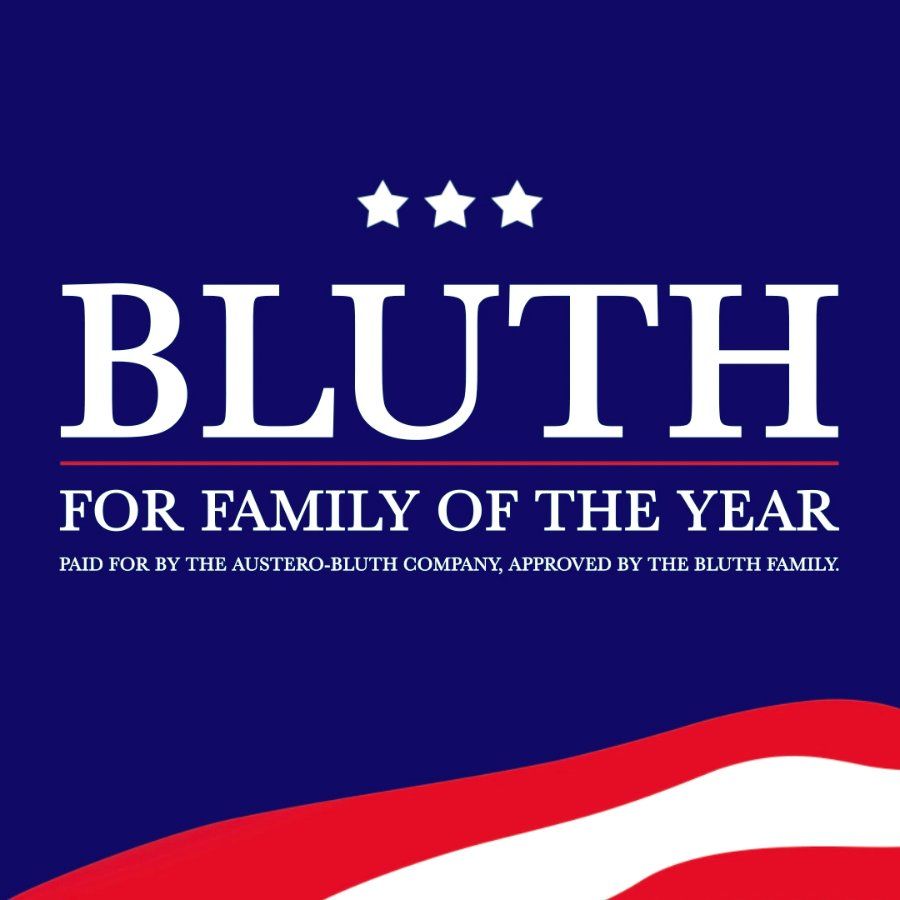 BLUTH
FOR FAMILY OF THE YEAR
PAID FOR BY THE AUSTERO-BLUTH COMPANY, APPROVED BY THE BLUTH FAMILY.